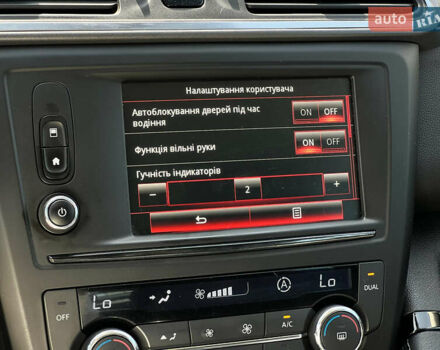 auto RIA
Налаштування користувача
Автоблокування дверей під час
водіння
ON OFF
Функція вільні руки
ON OFF
Гучність індикаторів
− 2 +
Lo
Lo
OFF
DUAL
A/C